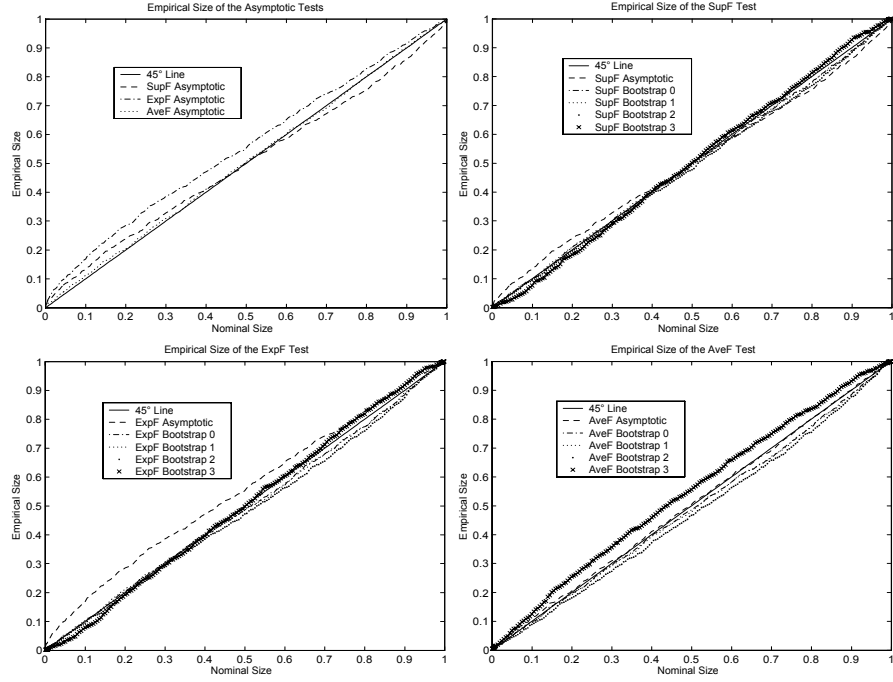 Empirical Size of the Asymptotic Tests
1
0.9
0.8
0.7
0.6
0.5
0.4
0.3
0.2
0.1
0
Empirical Size
45° Line
SupF Asymptotic
ExpF Asymptotic
AveF Asymptotic
0 0.1 0.2 0.3 0.4 0.5 0.6 0.7 0.8 0.9 1
Nominal Size
Empirical Size of the SupF Test
1
0.9
0.8
0.7
0.6
0.5
0.4
0.3
0.2
0.1
0
Empirical Size
45° Line
SupF Asymptotic
SupF Bootstrap 0
SupF Bootstrap 1
SupF Bootstrap 2
SupF Bootstrap 3
0 0.1 0.2 0.3 0.4 0.5 0.6 0.7 0.8 0.9 1
Nominal Size
Empirical Size of the ExpF Test
1
0.9
0.8
0.7
0.6
0.5
0.4
0.3
0.2
0.1
0
Empirical Size
45° Line
ExpF Asymptotic
ExpF Bootstrap 0
ExpF Bootstrap 1
ExpF Bootstrap 2
ExpF Bootstrap 3
0 0.1 0.2 0.3 0.4 0.5 0.6 0.7 0.8 0.9 1
Nominal Size
Empirical Size of the AveF Test
1
0.9
0.8
0.7
0.6
0.5
0.4
0.3
0.2
0.1
0
Empirical Size
45° Line
AveF Asymptotic
AveF Bootstrap 0
AveF Bootstrap 1
AveF Bootstrap 2
AveF Bootstrap 3
0 0.1 0.2 0.3 0.4 0.5 0.6 0.7 0.8 0.9 1
Nominal Size